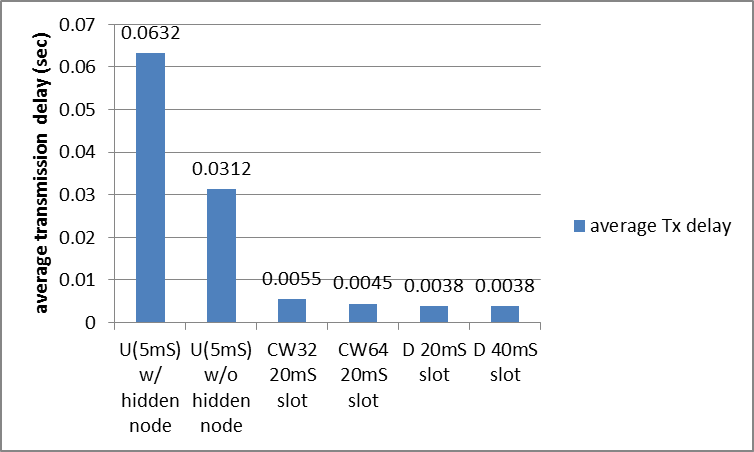 average transmission delay (sec)
0.07
0.06
0.05
0.04
0.03
0.02
0.01
0
0.0632
0.0312
0.0055
0.0045
0.0038
0.0038
U(5mS)
w/
hidden
node
U(5mS)
w/o
hidden
node
CW32
20mS
slot
CW64
20mS
slot
D 20mS
slot
D 40mS
slot
average Tx delay